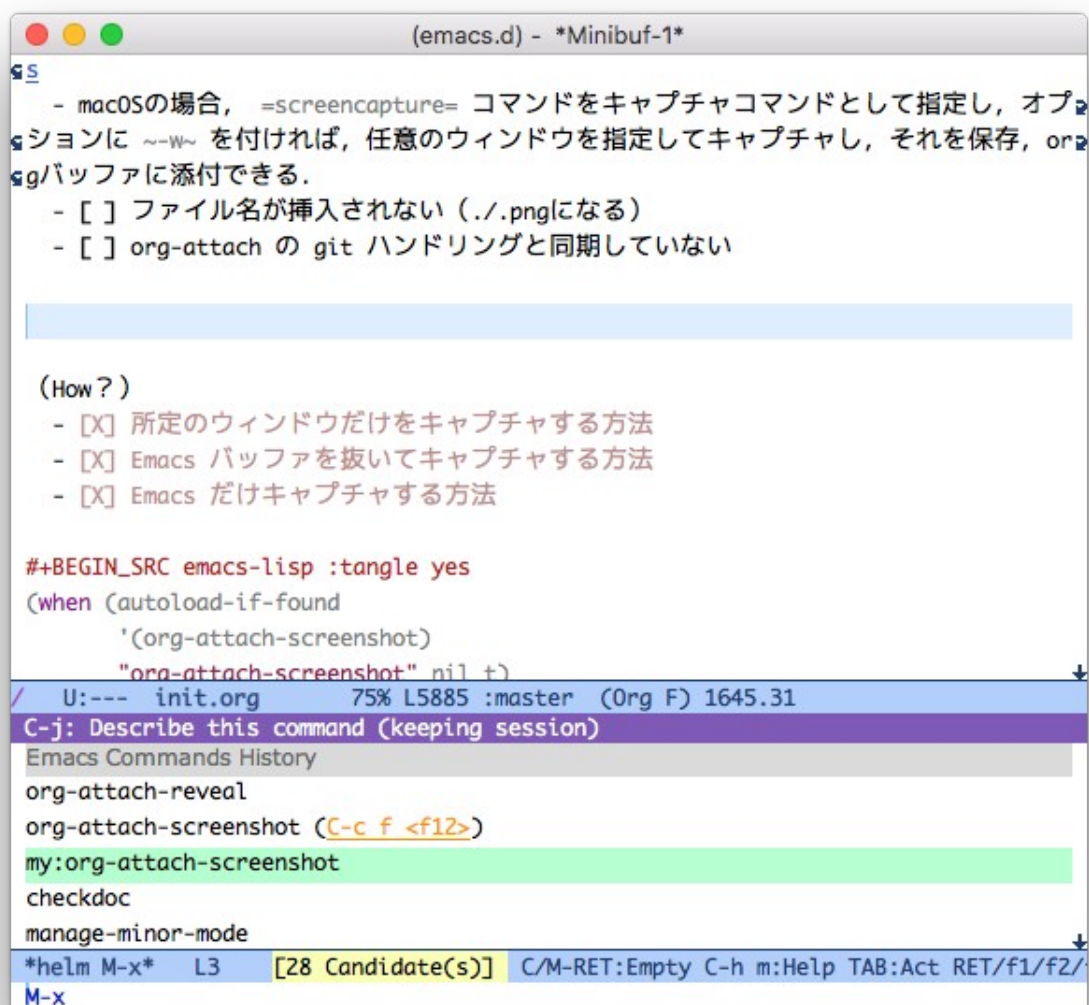 (emacs.d) - *Minibuf-1*
s
- macOSの場合， =screencapture= コマンドをキャプチャコマンドとして指定し，オプ
ションに ~-w~ を付ければ，任意のウィンドウを指定してキャプチャし，それを保存，or
gバッファに添付できる．
- [ ] ファイル名が挿入されない（./.pngになる）
- [ ] org-attach の git ハンドリングと同期していない
（How？）
- [X] 所定のウィンドウだけをキャプチャする方法
- [X] Emacs バッファを抜いてキャプチャする方法
- [X] Emacs だけキャプチャする方法
#+BEGIN_SRC emacs-lisp :tangle yes
(when (autoload-if-found
'(org-attach-screenshot)
"org-attach-screenshot" nil t)
/ U:--- init.org 75% L5885 :master (Org F) 1645.31
C-j: Describe this command (keeping session)
Emacs Commands History
org-attach-reveal
org-attach-screenshot (C-c f <f12>)
my:org-attach-screenshot
checkdoc
manage-minor-mode
*helm M-x* L3 [28 Candidate(s)] C/M-RET:Empty C-h m:Help TAB:Act RET/f1/f2/
M-x